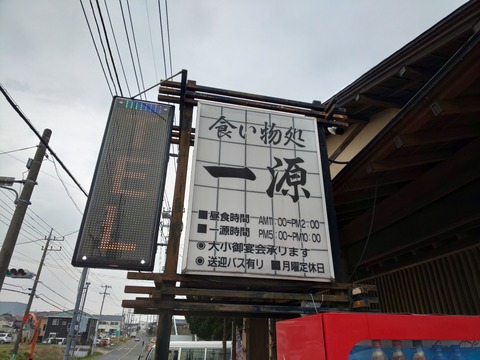 TEL
食い物処
一源
■昼食時間 AM11:00~PM2:00
■一源時間 PM5:00~PM10:00
●大小御宴会承ります
●送迎バス有り ■月曜定休日